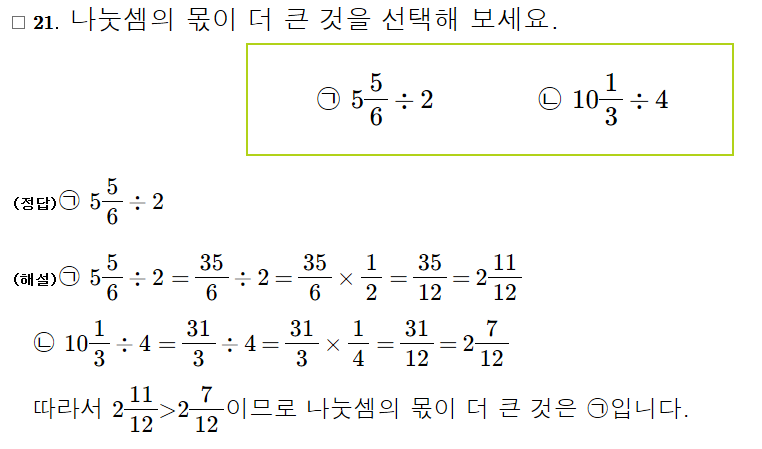 □ 21. 나눗셈의 몫이 더 큰 것을 선택해 보세요.
㉠ 5 5/6 ÷ 2 ㉡ 10 1/3 ÷ 4
(정답) ㉠ 5 5/6 ÷ 2
(해설) ㉠ 5 5/6 ÷ 2 = 35/6 ÷ 2 = 35/6 × 1/2 = 35/12 = 2 11/12
㉡ 10 1/3 ÷ 4 = 31/3 ÷ 4 = 31/3 × 1/4 = 31/12 = 2 7/12
따라서 2 11/12 > 2 7/12 이므로 나눗셈의 몫이 더 큰 것은 ㉠입니다.